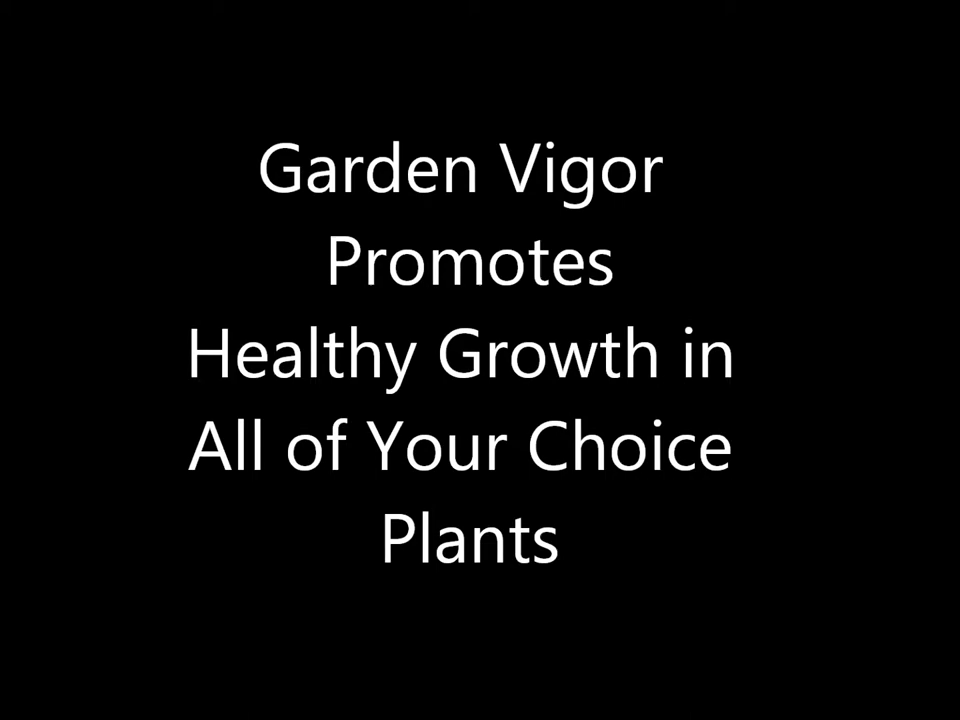 Garden Vigor
Promotes
Healthy Growth in
All of Your Choice
Plants